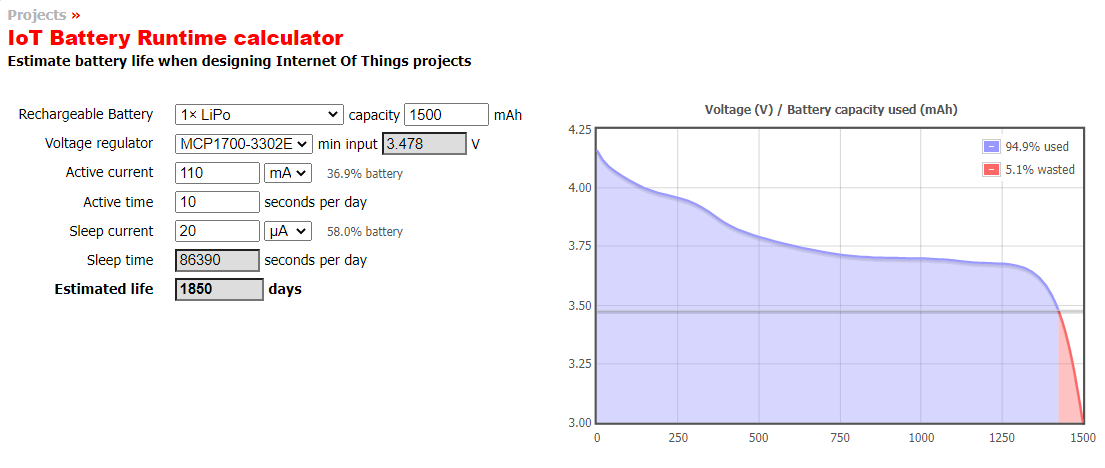 Projects »
IoT Battery Runtime calculator
Estimate battery life when designing Internet Of Things projects
Rechargeable Battery 1× LiPo capacity 1500 mAh
Voltage regulator MCP1700-3302E min input 3.478 V
Active current 110 mA 36.9% battery
Active time 10 seconds per day
Sleep current 20 µA 58.0% battery
Sleep time 86390 seconds per day
Estimated life 1850 days
Voltage (V) / Battery capacity used (mAh)
94.9% used
5.1% wasted
4.25
4.00
3.75
3.50
3.25
3.00
0 250 500 750 1000 1250 1500